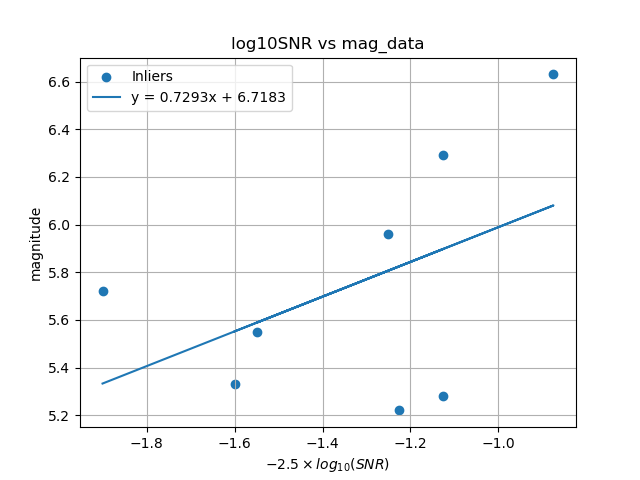 log10SNR vs mag_data
Inliers
y = 0.7293x + 6.7183
magnitude
6.6
6.4
6.2
6.0
5.8
5.6
5.4
5.2
−1.8 −1.6 −1.4 −1.2 −1.0
−2.5 × log₁₀(SNR)